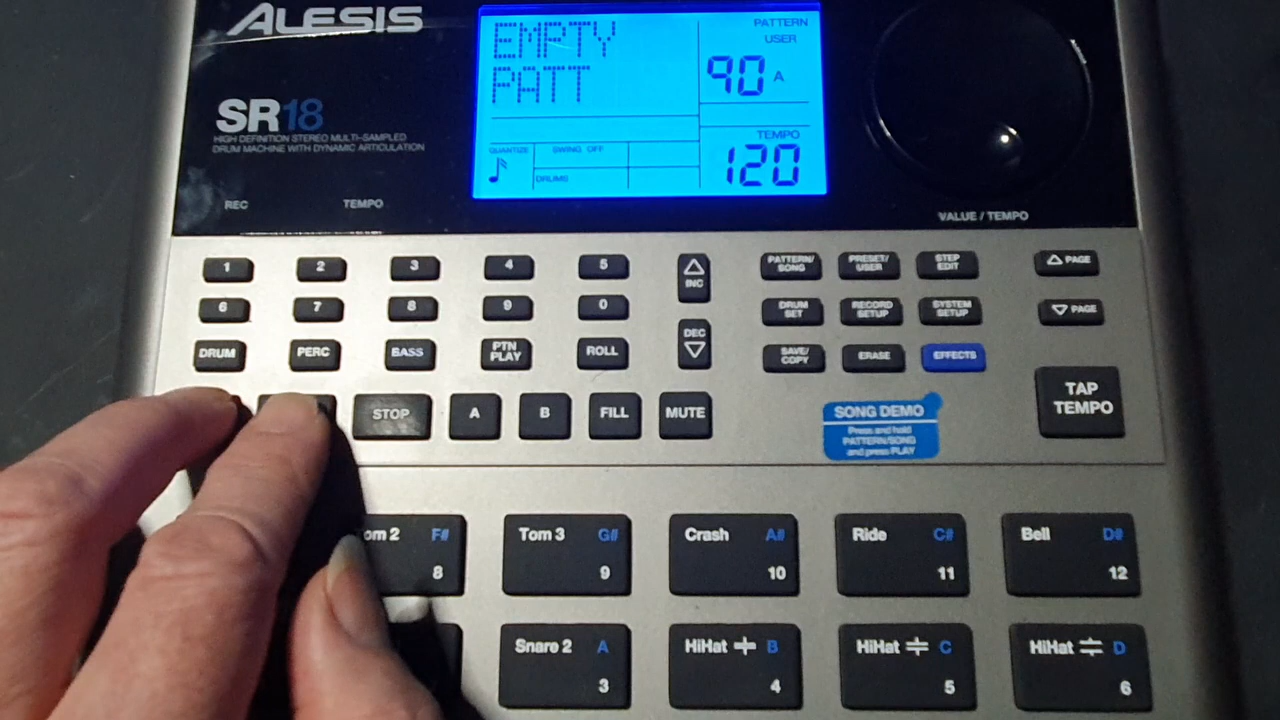 ALESIS
SR18
HIGH DEFINITION STEREO MULTI-SAMPLED
DRUM MACHINE WITH DYNAMIC ARTICULATION
REC
TEMPO
EMPTY
PATT
PATTERN
USER
90 A
TEMPO
120
QUANTIZE
SWING OFF
DRUMS
VALUE / TEMPO
1
2
3
4
5
INC
PATTERN/
SONG
PRESET/
USER
STEP
EDIT
PAGE
6
7
8
9
0
DEC
DRUM
SET
RECORD
SETUP
SYSTEM
SETUP
PAGE
DRUM
PERC
BASS
PTN
PLAY
ROLL
SAVE/
COPY
ERASE
EFFECTS
STOP
A
B
FILL
MUTE
SONG DEMO
Press and hold
PATTERN/SONG
and press PLAY
TAP
TEMPO
om 2 F#
8
Tom 3 G#
9
Crash A#
10
Ride C#
11
Bell D#
12
Snare 2 A
3
HiHat B
4
HiHat C
5
HiHat D
6